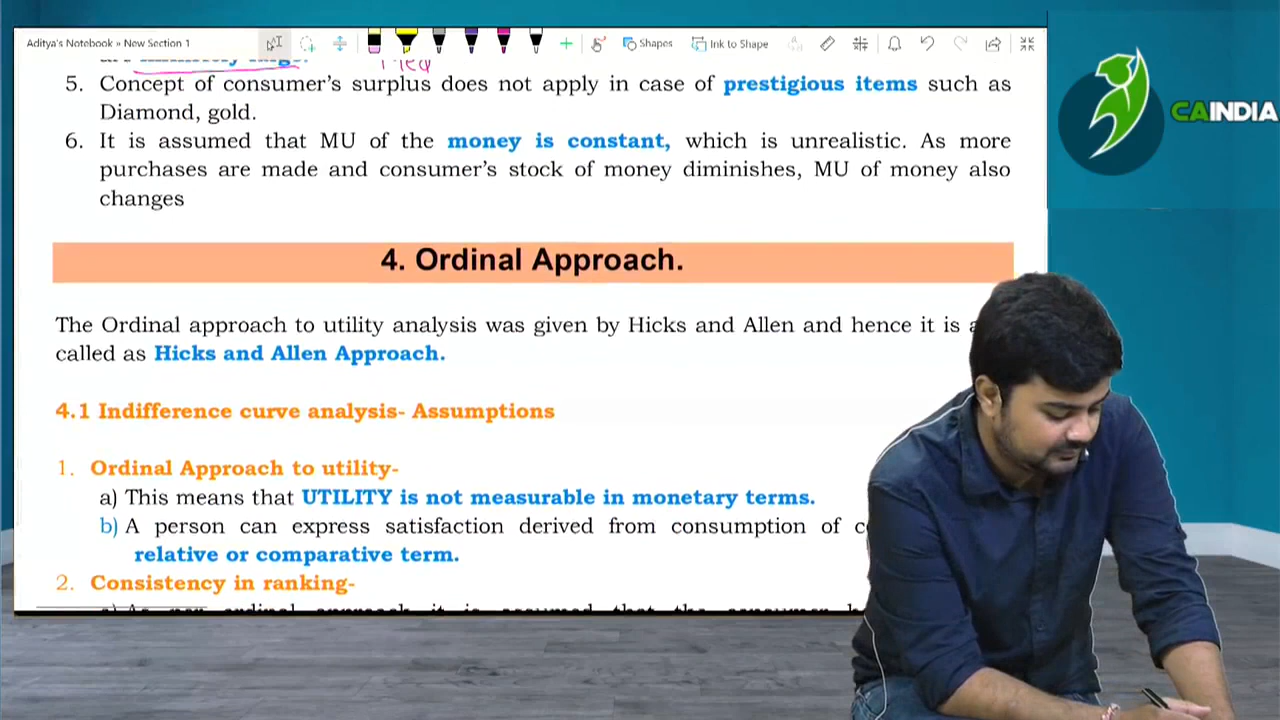 Aditya's Notebook » New Section 1
Shapes
Ink to Shape
CAINDIA
5. Concept of consumer's surplus does not apply in case of prestigious items such as
Diamond, gold.
6. It is assumed that MU of the money is constant, which is unrealistic. As more
purchases are made and consumer's stock of money diminishes, MU of money also
changes
4. Ordinal Approach.
The Ordinal approach to utility analysis was given by Hicks and Allen and hence it is
called as Hicks and Allen Approach.
4.1 Indifference curve analysis- Assumptions
1. Ordinal Approach to utility-
a) This means that UTILITY is not measurable in monetary terms.
b) A person can express satisfaction derived from consumption of
relative or comparative term.
2. Consistency in ranking-